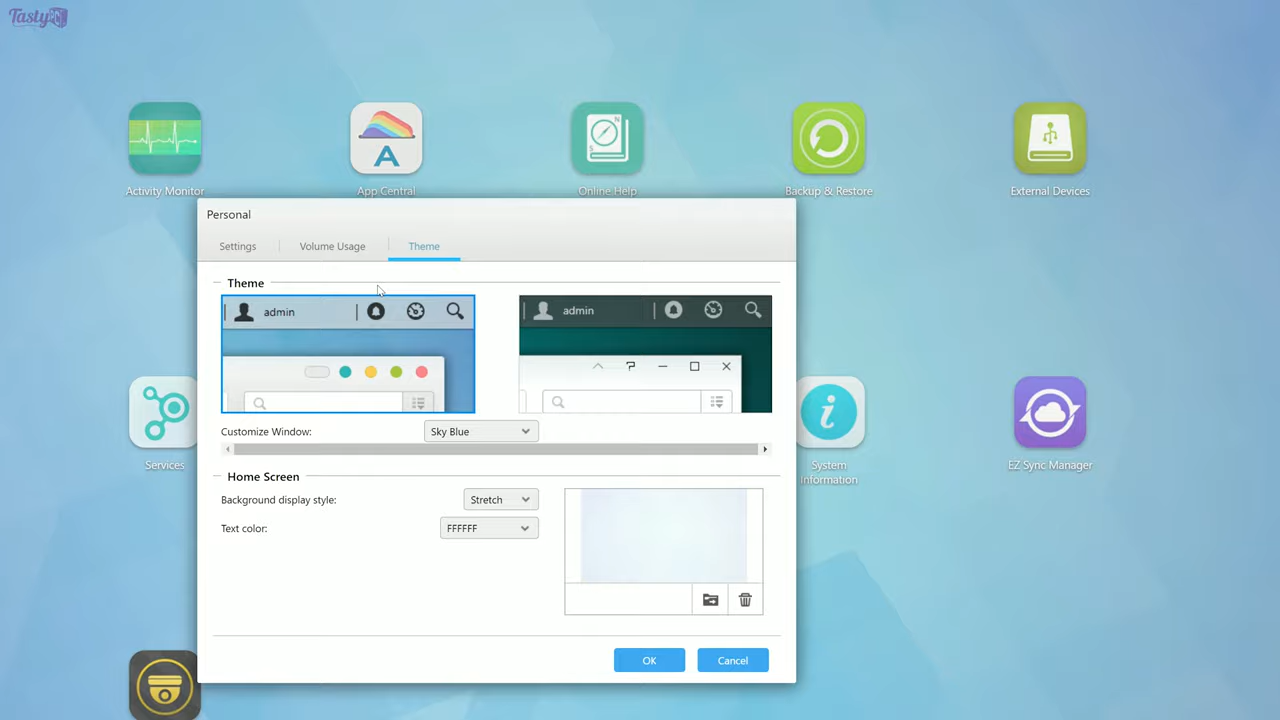 Tasty PC
Activity Monitor
App Central
Online Help
Backup & Restore
External Devices
Personal
Settings
Volume Usage
Theme
Theme
admin
admin
Customize Window:
Sky Blue
Home Screen
Background display style:
Stretch
Text color:
FFFFFF
OK
Cancel
Services
System
Information
EZ Sync Manager